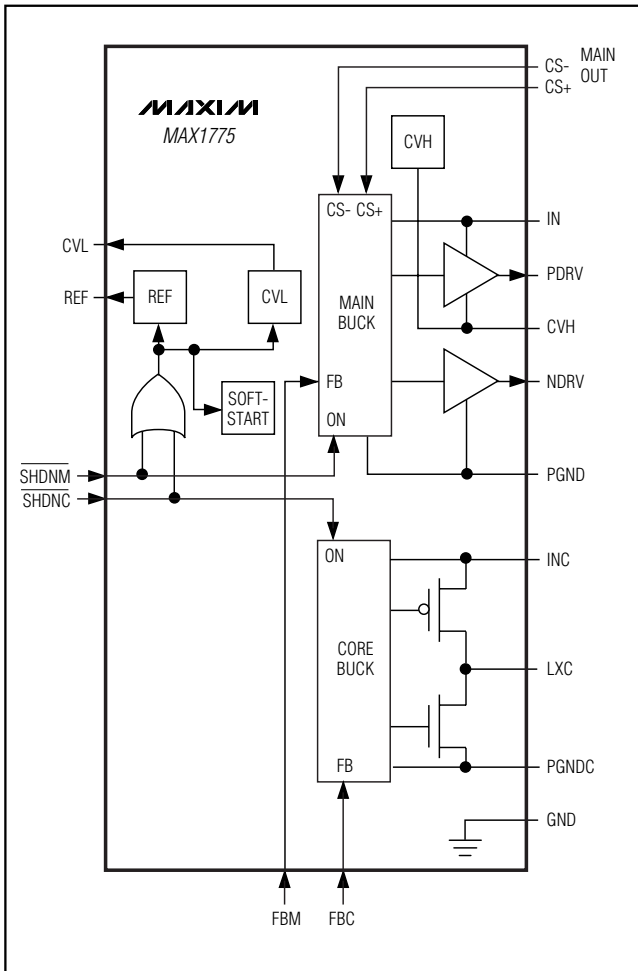 CS- MAIN
OUT
CS+
MAXIM
MAX1775
CVH
CS- CS+
IN
CVL
PDRV
REF
REF
CVL
MAIN
BUCK
CVH
FB
NDRV
SOFT-
START
ON
SHDNM
PGND
SHDNC
ON
INC
CORE
BUCK
LXC
FB
PGNDC
GND
FBM
FBC